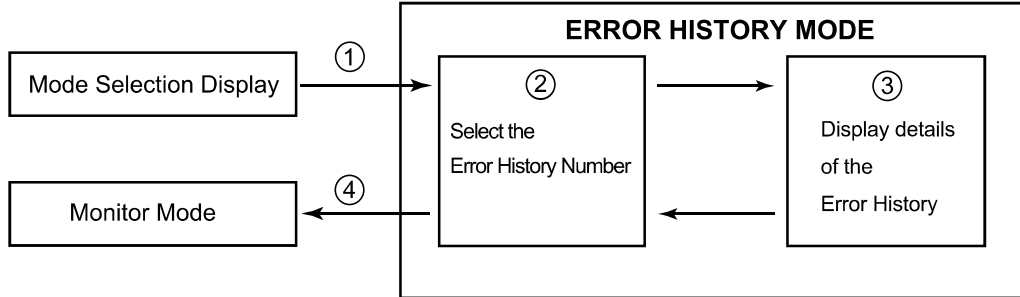 ERROR HISTORY MODE
①
Mode Selection Display
②
Select the
Error History Number
③
Display details
of the
Error History
④
Monitor Mode